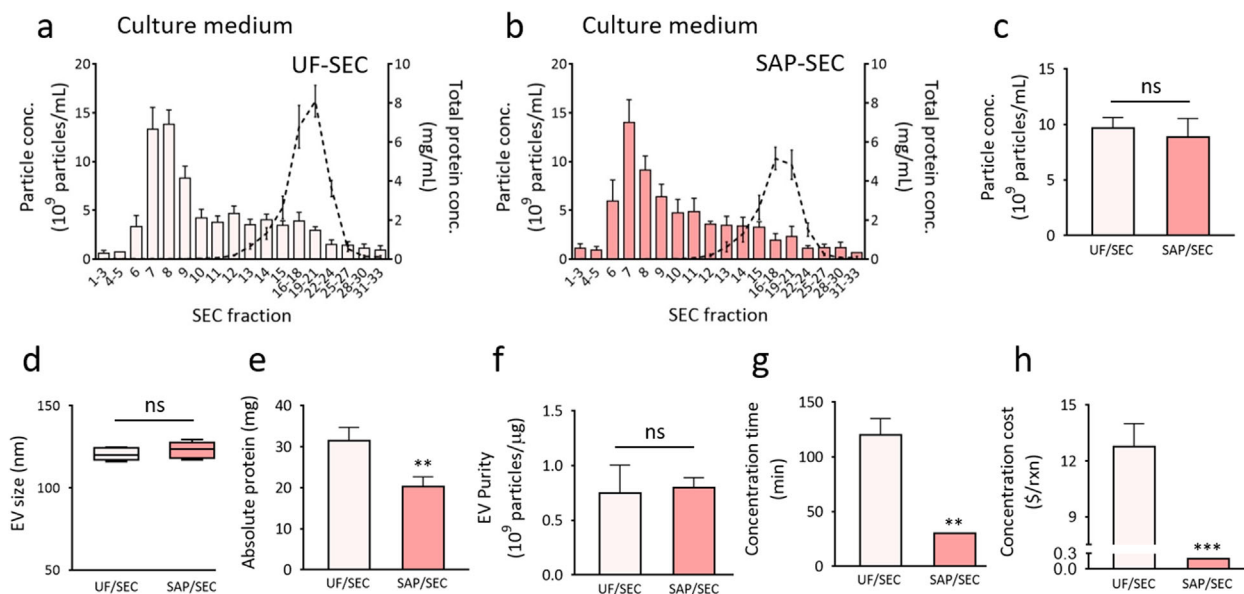 a Culture medium
UF-SEC
Particle conc.
(10^9 particles/mL)
20
15
10
5
0
Total protein conc.
(mg/mL)
10
8
6
4
2
0
1-3 4-5 6 7 8 9 10 11 12 13 14 15 16-18 19-21 22-24 25-27 28-30 31-33
SEC fraction
b Culture medium
SAP-SEC
Particle conc.
(10^9 particles/mL)
20
15
10
5
0
Total protein conc.
(mg/mL)
10
8
6
4
2
0
1-3 4-5 6 7 8 9 10 11 12 13 14 15 16-18 19-21 22-24 25-27 28-30 31-33
SEC fraction
c
Particle conc.
(10^9 particles/mL)
15
10
5
0
ns
UF/SEC SAP/SEC
d
EV size (nm)
150
100
50
ns
UF/SEC SAP/SEC
e
Absolute protein (mg)
40
30
20
10
0
**
UF/SEC SAP/SEC
f
EV Purity
(10^9 particles/µg)
1.5
1.0
0.5
0.0
ns
UF/SEC SAP/SEC
g
Concentration time
(min)
150
100
50
0
**
UF/SEC SAP/SEC
h
Concentration cost
($/rxn)
15
12
9
0.3
0.0
***
UF/SEC SAP/SEC